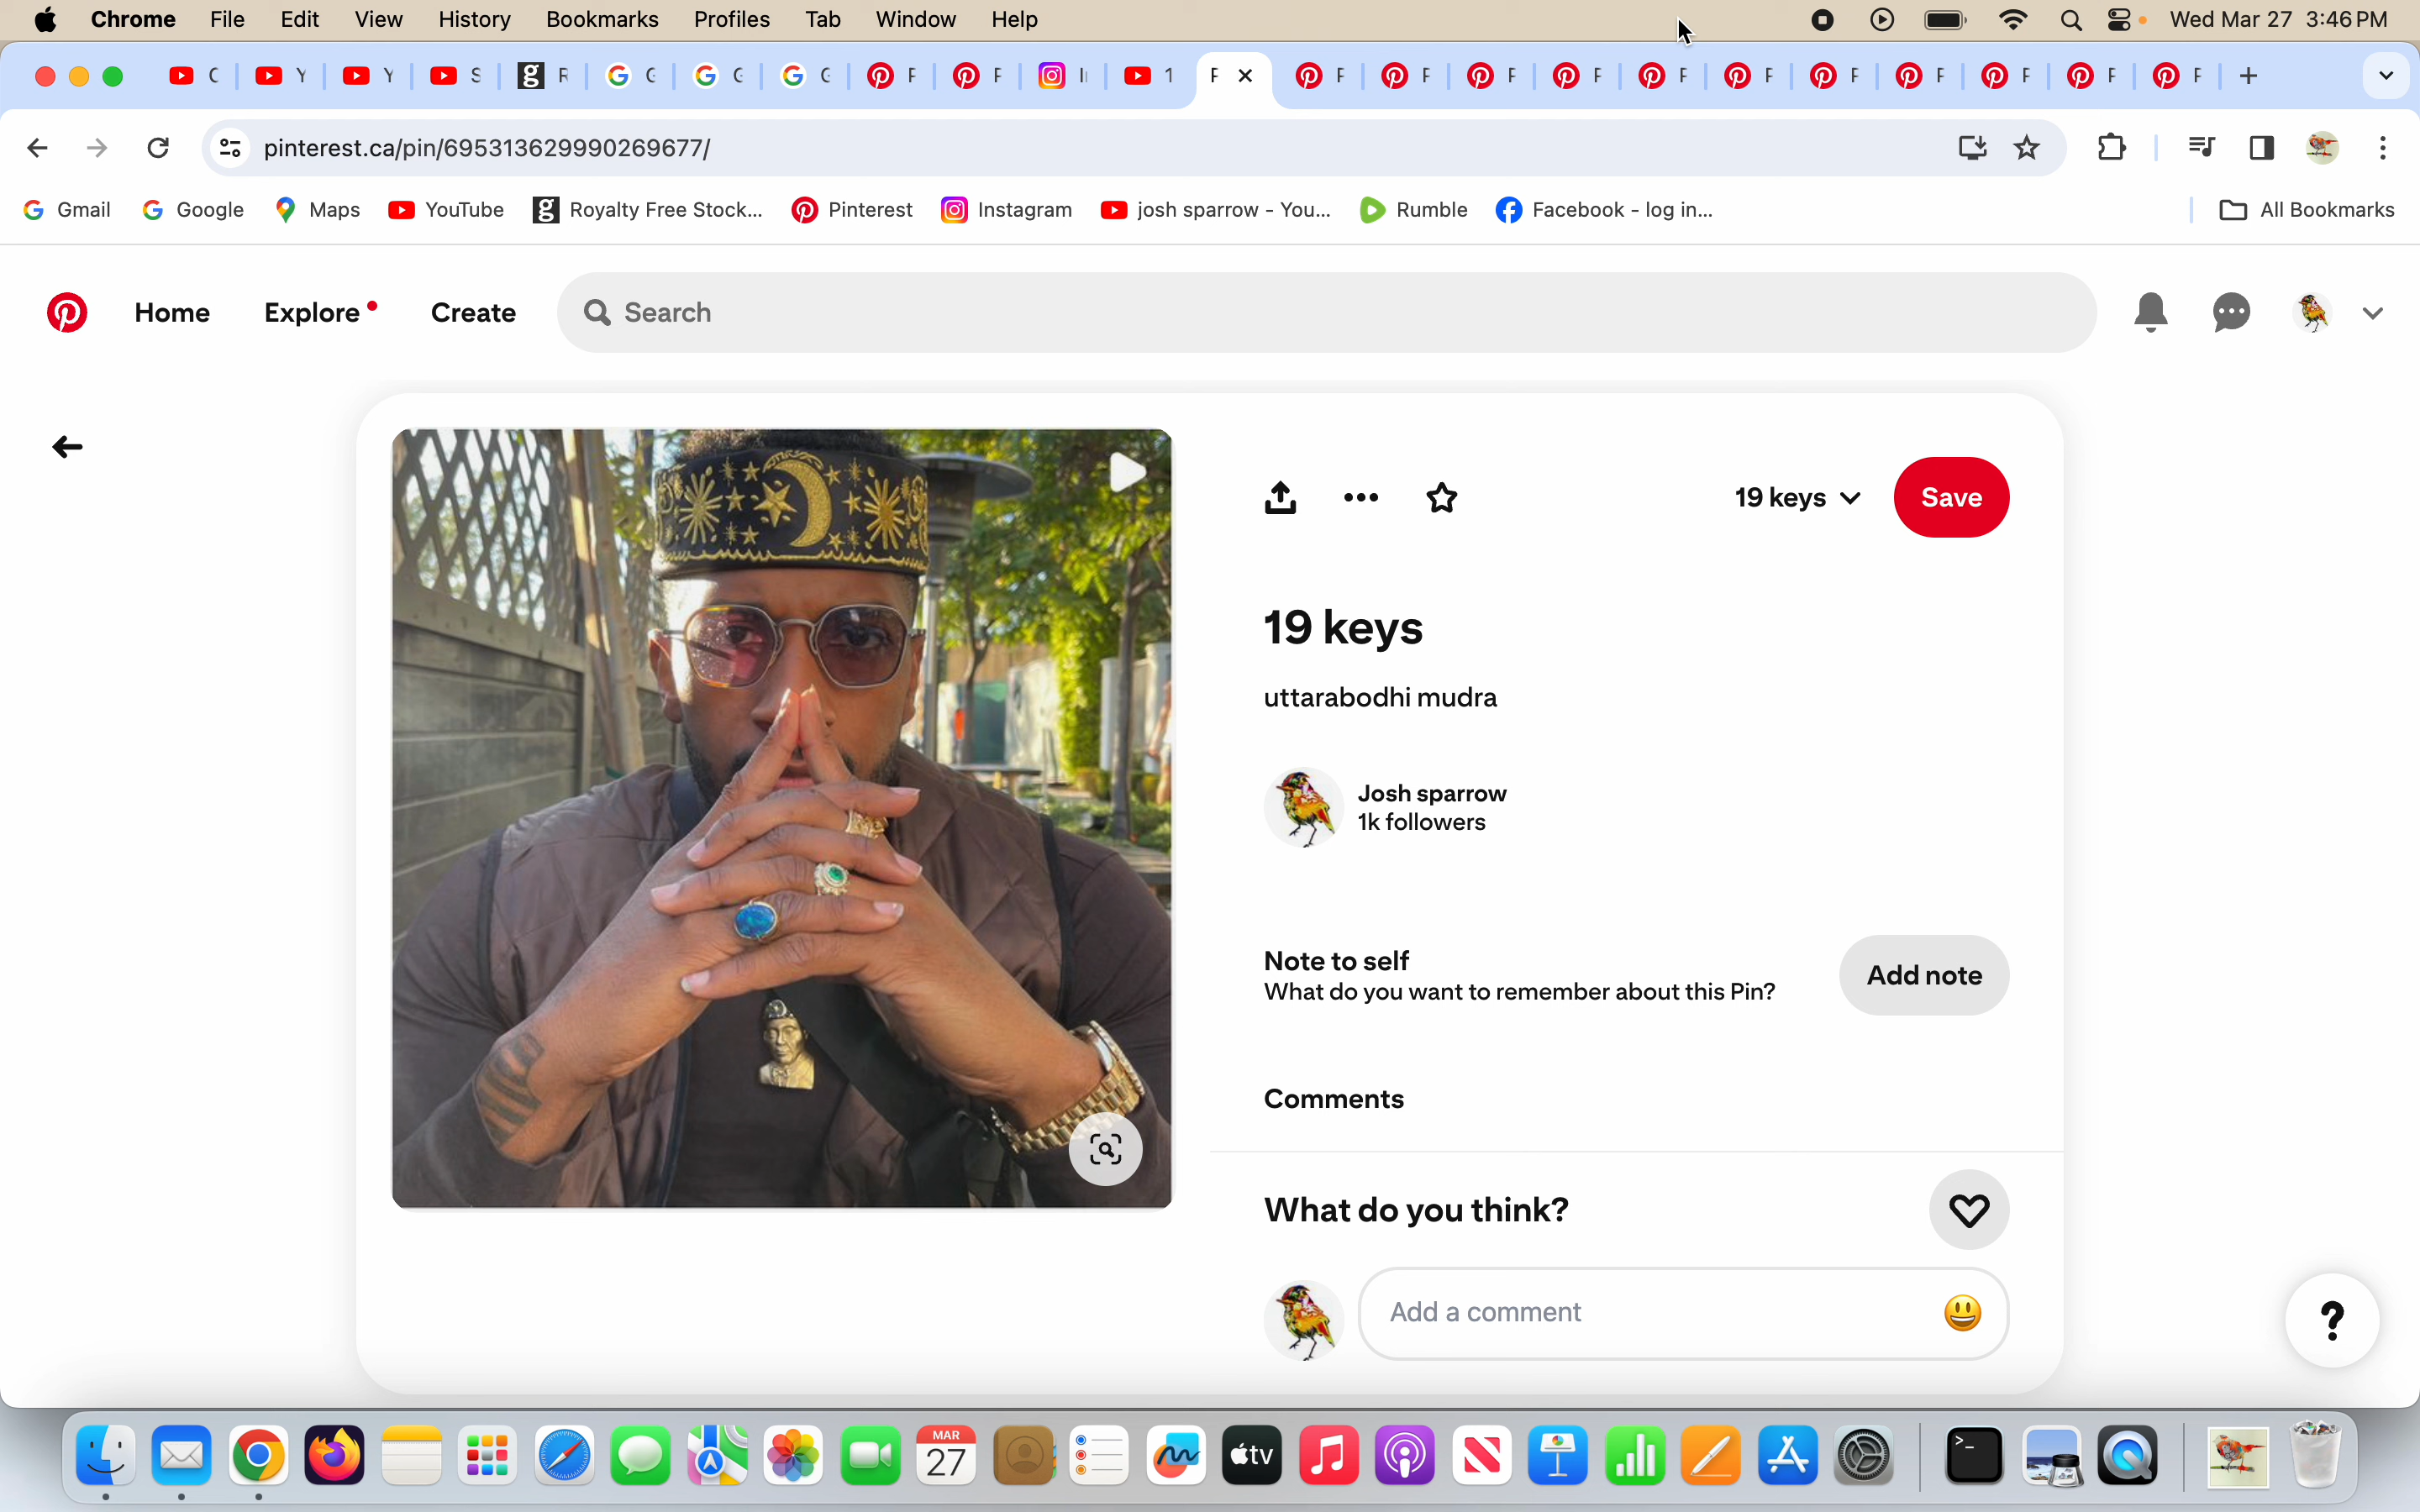 Chrome File Edit View History Bookmarks Profiles Tab Window Help Wed Mar 27 3:46 PM
pinterest.ca/pin/695313629990269677/
Gmail Google Maps YouTube Royalty Free Stock... Pinterest Instagram josh sparrow - You... Rumble Facebook - log in... All Bookmarks
Home Explore Create Search
19 keys Save
19 keys
uttarabodhi mudra
Josh sparrow
1k followers
Note to self
What do you want to remember about this Pin?
Add note
Comments
What do you think?
Add a comment
?
MAR
27
tv